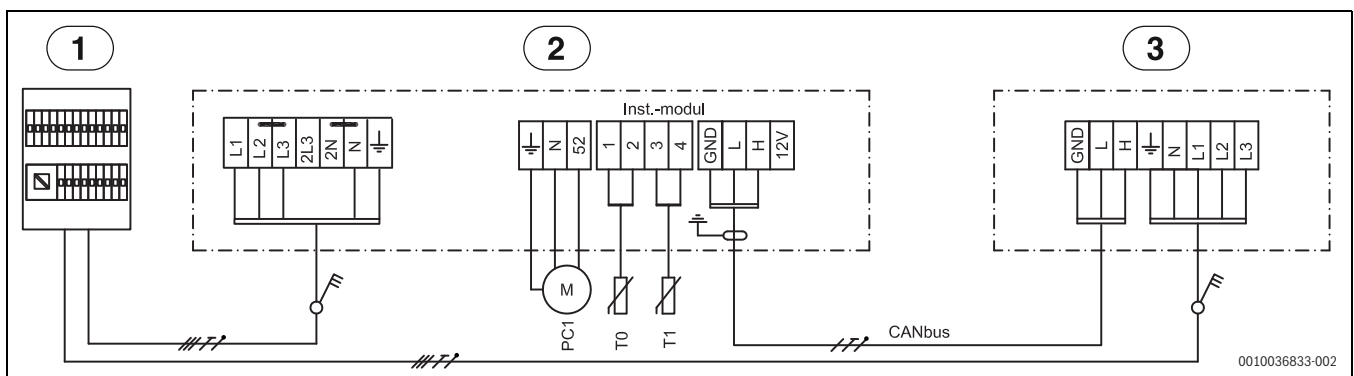 1
2
3
Inst.-modul
L1 L2 L3 2L3 2N N
N 52
1 2 3 4
GND L H 12V
GND L H N L1 L2 L3
M
PC1
T0
T1
CANbus
0010036833-002